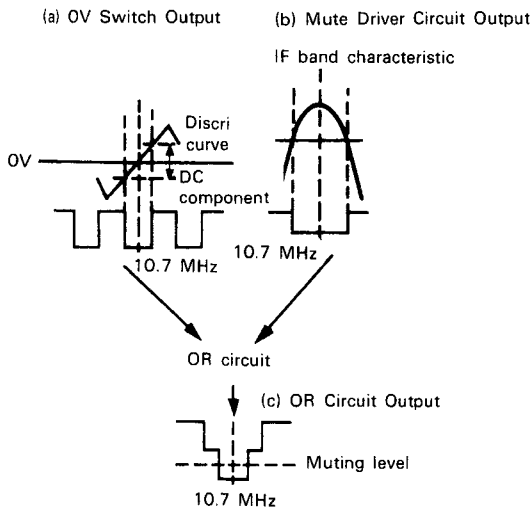 (a) 0V Switch Output
(b) Mute Driver Circuit Output
IF band characteristic
Discri
curve
0V
DC
component
10.7 MHz
10.7 MHz
OR circuit
(c) OR Circuit Output
Muting level
10.7 MHz